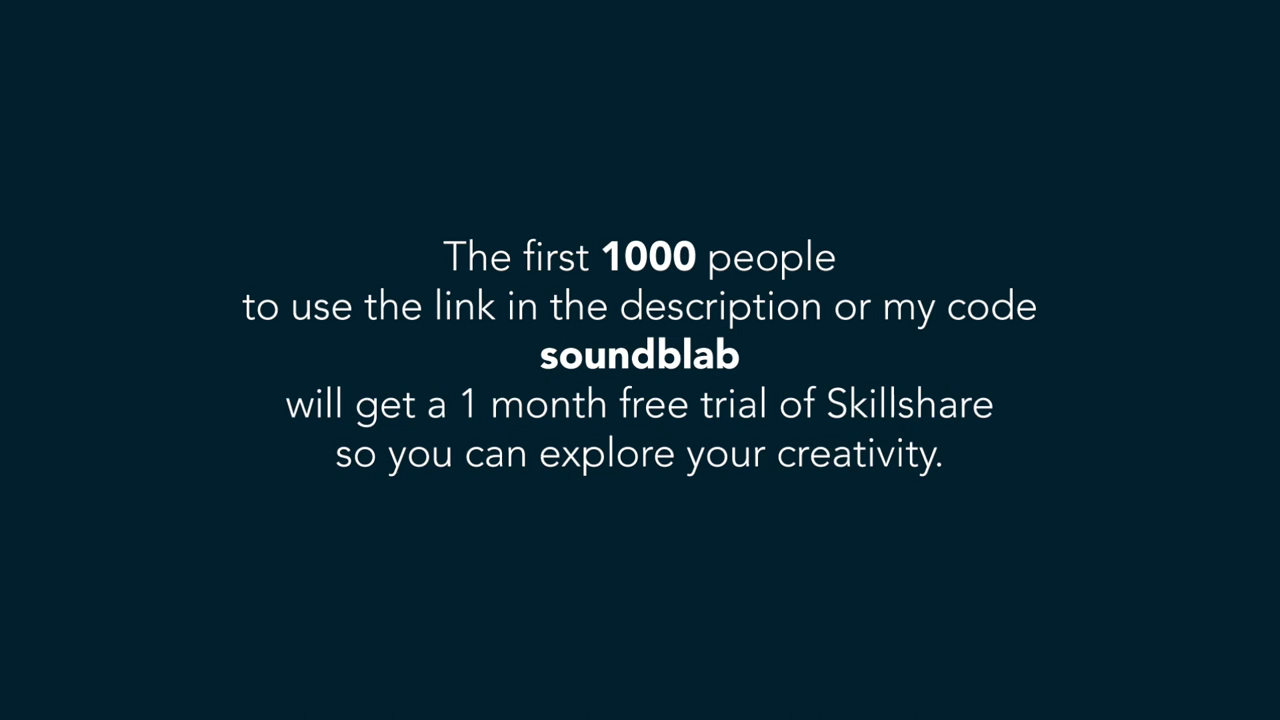 The first 1000 people
to use the link in the description or my code
soundblab
will get a 1 month free trial of Skillshare
so you can explore your creativity.